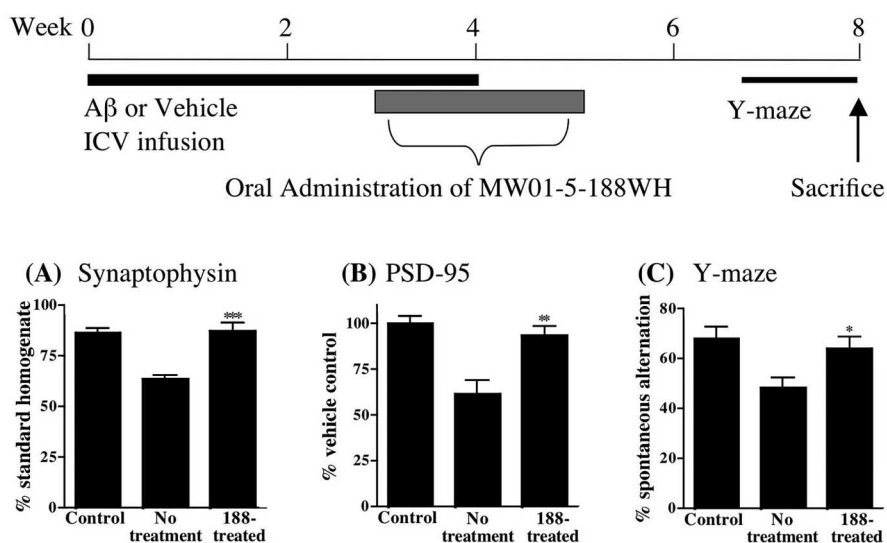 Week 0 2 4 6 8
Aβ or Vehicle
ICV infusion
Y-maze
Oral Administration of MW01-5-188WH
Sacrifice
(A) Synaptophysin
% standard homogenate
100
75
50
25
0
Control
No
treatment
188-
treated
***
(B) PSD-95
% vehicle control
100
75
50
25
0
Control
No
treatment
188-
treated
**
(C) Y-maze
% spontaneous alternation
80
60
40
20
0
Control
No
treatment
188-
treated
*